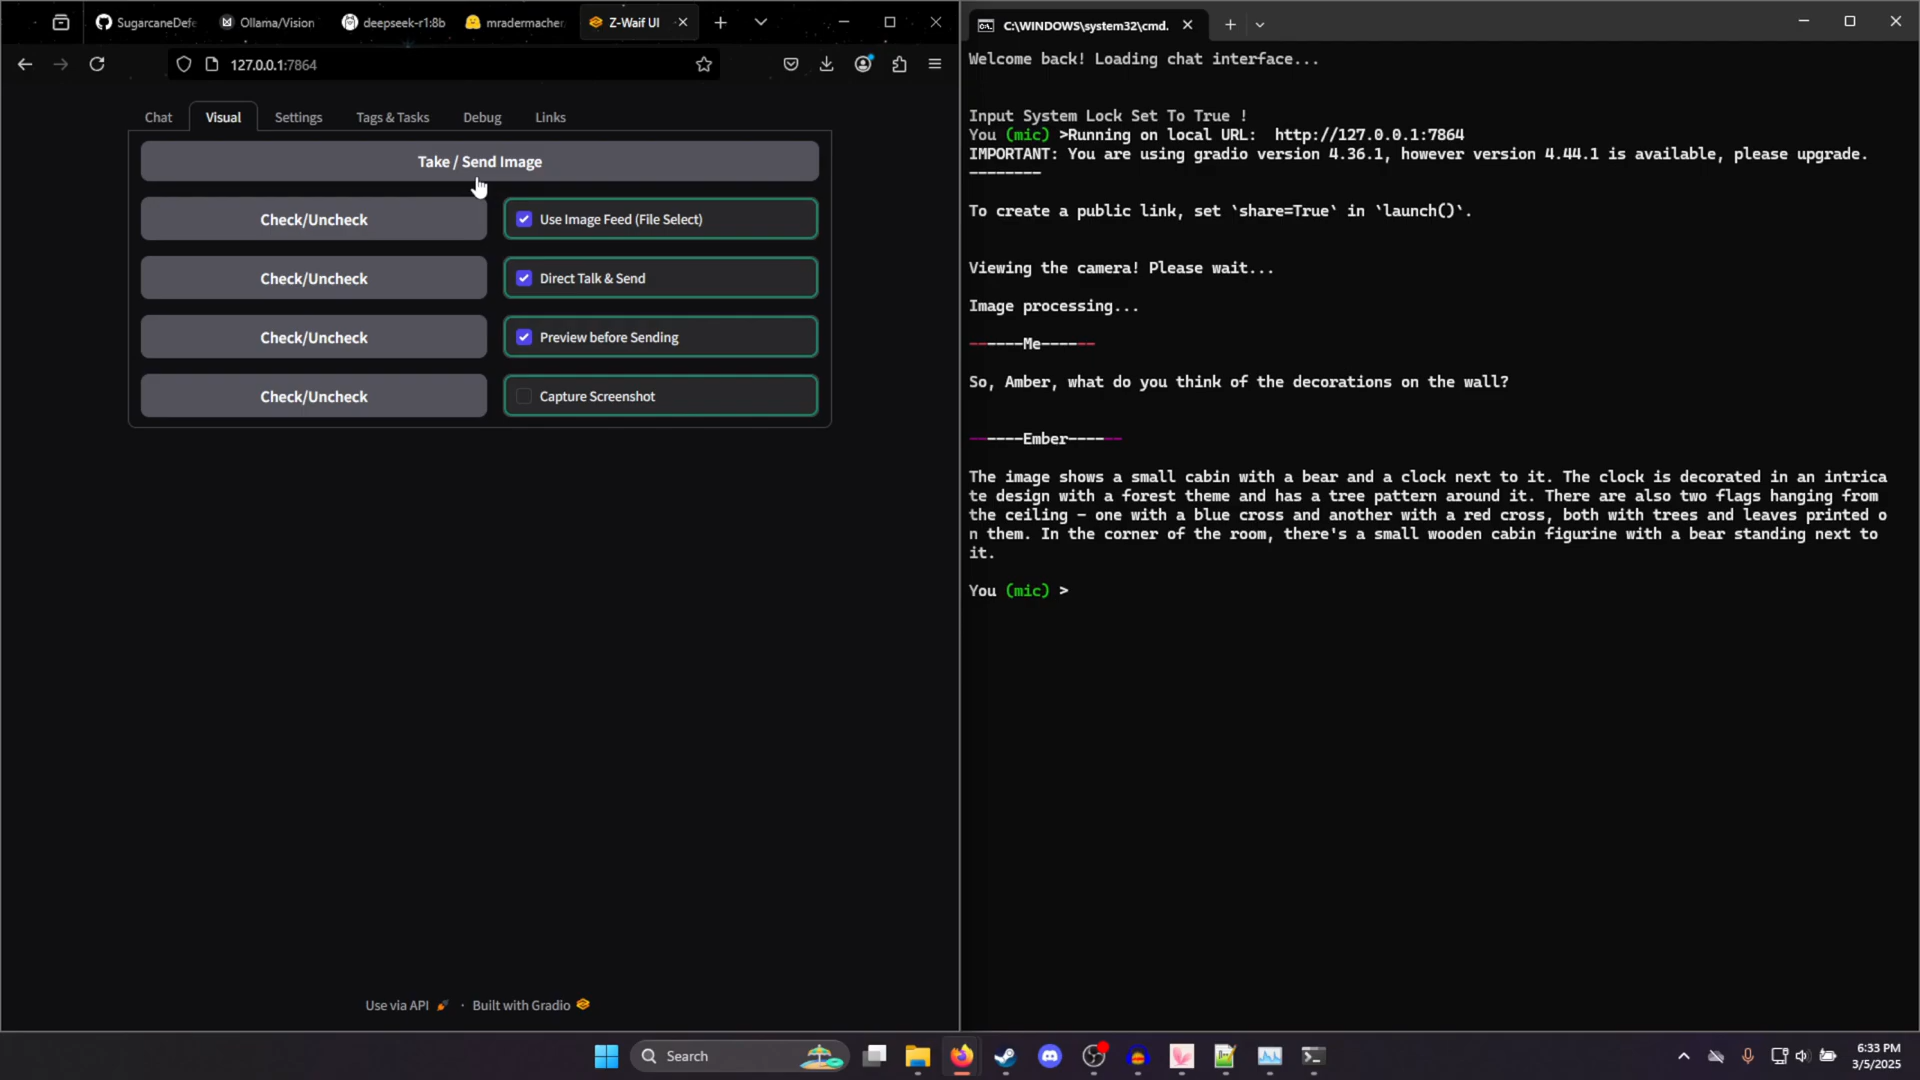 SugarcaneDefe
Ollama/Vision
deepseek-r1:8b
mradermacher
Z-Waif UI
127.0.0.1:7864
Chat
Visual
Settings
Tags & Tasks
Debug
Links
Take / Send Image
Check/Uncheck
Use Image Feed (File Select)
Check/Uncheck
Direct Talk & Send
Check/Uncheck
Preview before Sending
Check/Uncheck
Capture Screenshot
Use via API · Built with Gradio
C:\WINDOWS\system32\cmd.
Welcome back! Loading chat interface...
Input System Lock Set To True !
You (mic) >Running on local URL:  http://127.0.0.1:7864
IMPORTANT: You are using gradio version 4.36.1, however version 4.44.1 is available, please upgrade.
--------
To create a public link, set `share=True` in `launch()`.
Viewing the camera! Please wait...
Image processing...
------Me------
So, Amber, what do you think of the decorations on the wall?
------Ember------
The image shows a small cabin with a bear and a clock next to it. The clock is decorated in an intrica
te design with a forest theme and has a tree pattern around it. There are also two flags hanging from
the ceiling - one with a blue cross and another with a red cross, both with trees and leaves printed o
n them. In the corner of the room, there's a small wooden cabin figurine with a bear standing next to
it.
You (mic) >
Search
6:33 PM
3/5/2025